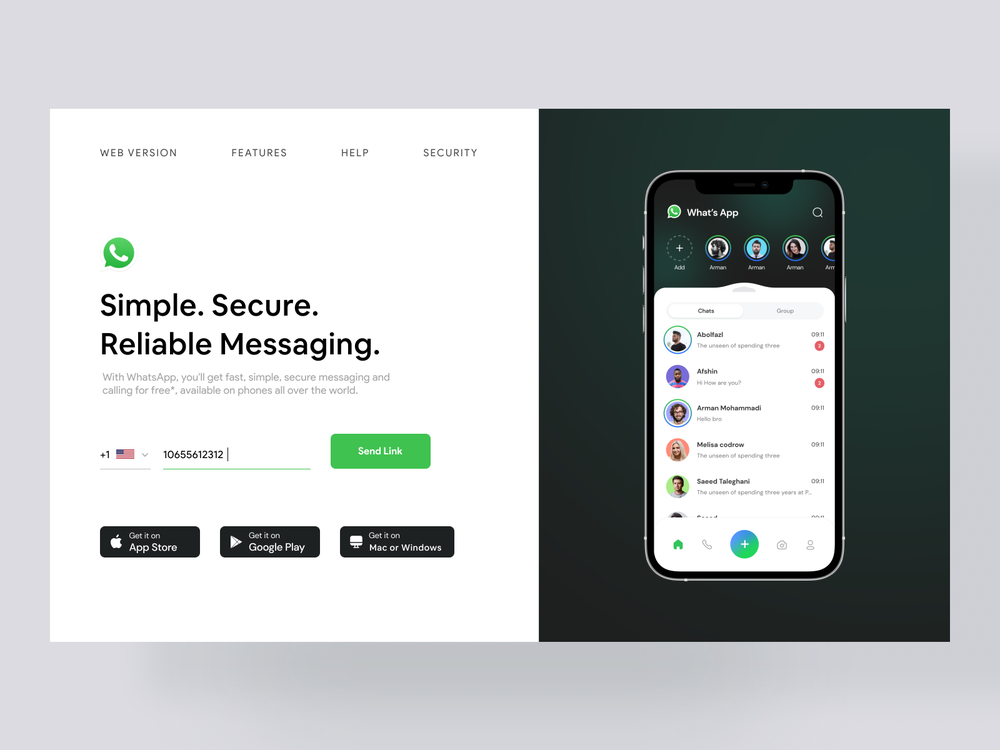 WEB VERSION FEATURES HELP SECURITY
Simple. Secure.
Reliable Messaging.
With WhatsApp, you'll get fast, simple, secure messaging and
calling for free*, available on phones all over the world.
+1 10655612312
Send Link
Get it on
App Store
Get it on
Google Play
Get it on
Mac or Windows
What's App
Add Arman Arman Arman Arm
Chats Group
Abolfazl 09:11
The unseen of spending three 2
Afshin 09:11
Hi How are you? 2
Arman Mohammadi 09:11
Hello bro
Melisa codrow 09:11
The unseen of spending three
Saeed Taleghani 09:11
The unseen of spending three years at P...